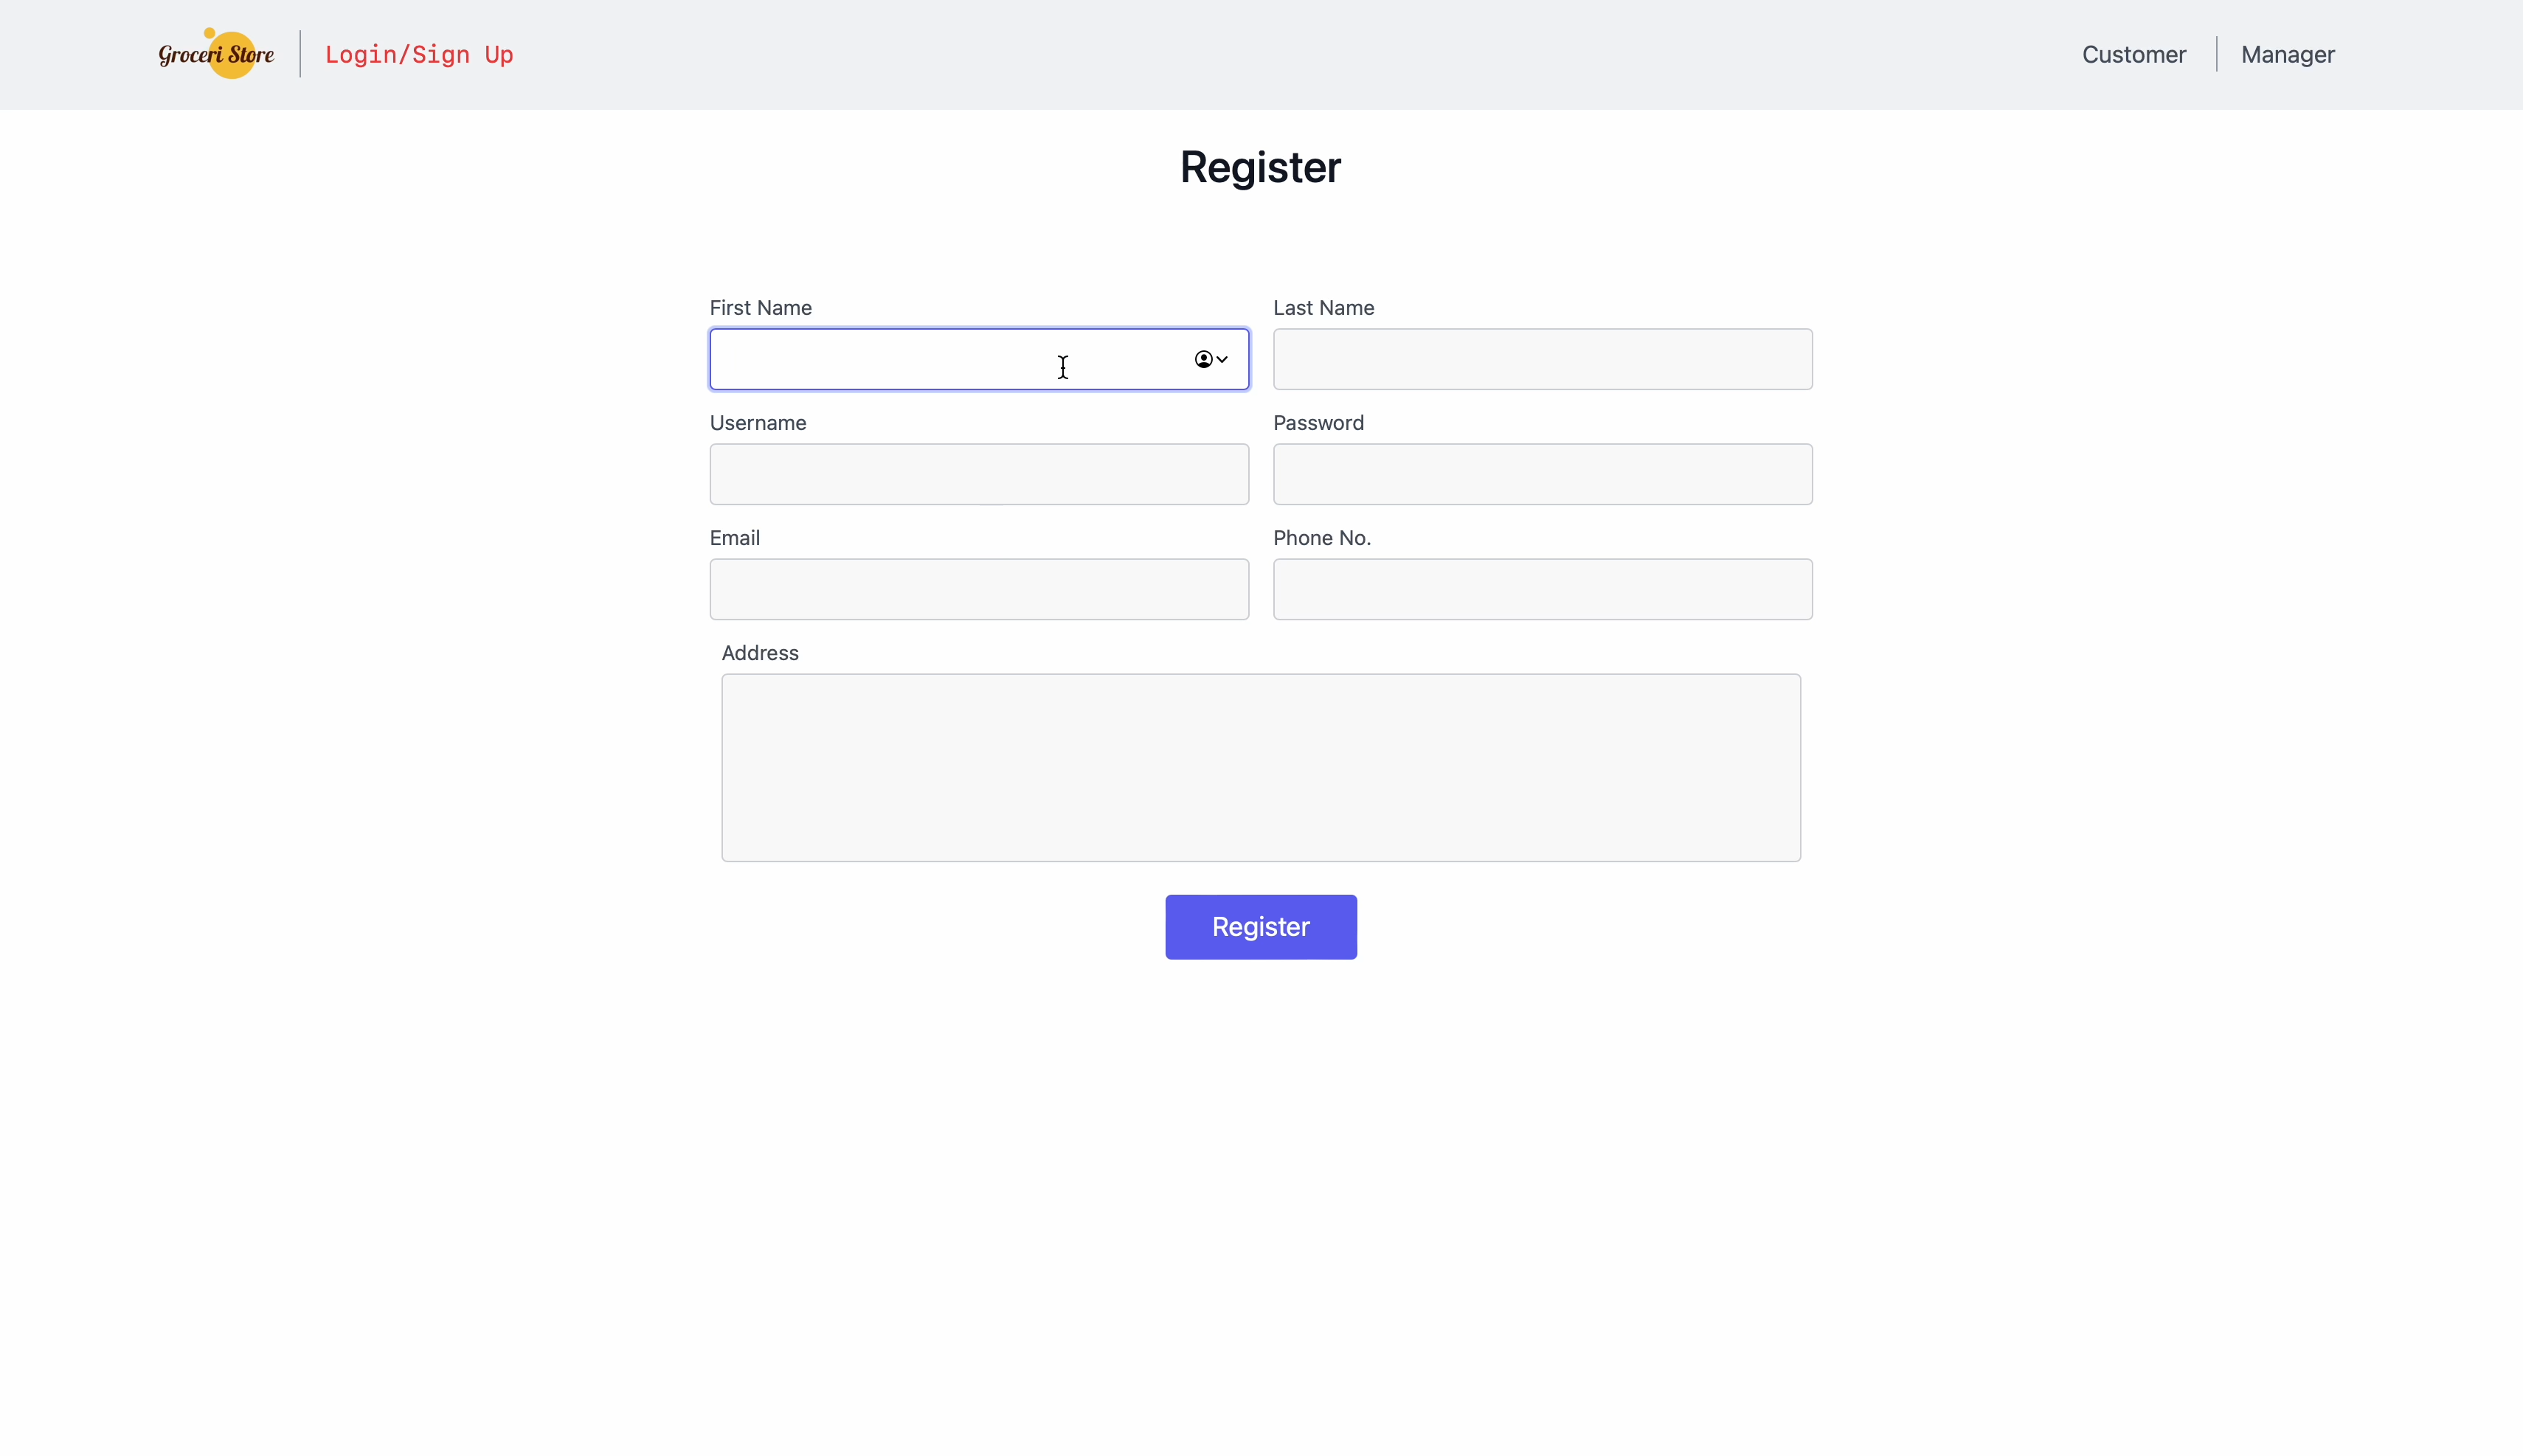 Groceri Store
Login/Sign Up
Customer
Manager
Register
First Name
Last Name
Username
Password
Email
Phone No.
Address
Register